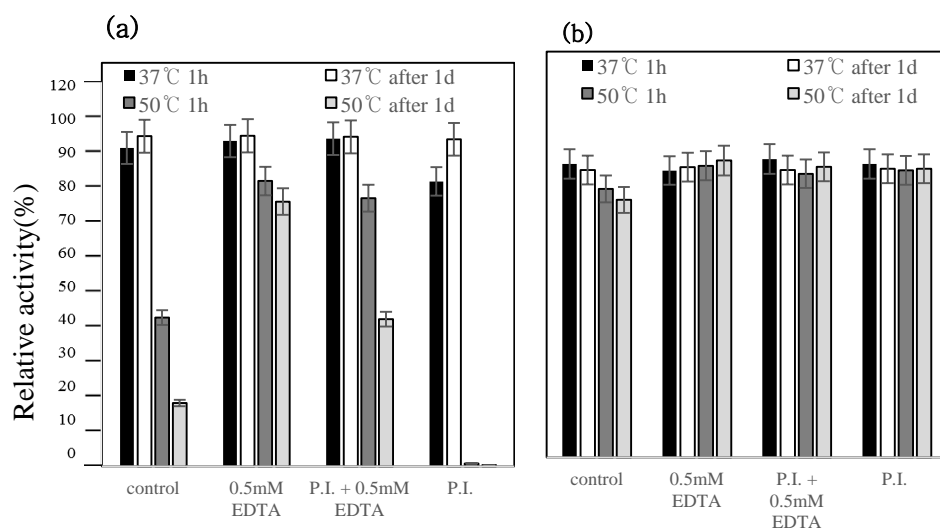 (a)
(b)
37℃ 1h
37℃ after 1d
50℃ 1h
50℃ after 1d
37℃ 1h
37℃ after 1d
50℃ 1h
50℃ after 1d
Relative activity(%)
120
100
90
80
70
60
50
40
30
20
10
0
control
0.5mM
EDTA
P.I. + 0.5mM
EDTA
P.I.
control
0.5mM
EDTA
P.I. +
0.5mM
EDTA
P.I.